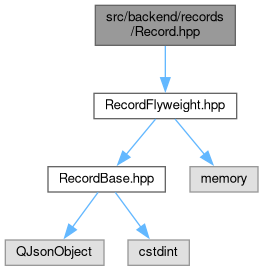 src/backend/records
/Record.hpp
RecordFlyweight.hpp
RecordBase.hpp
memory
QJsonObject
cstdint